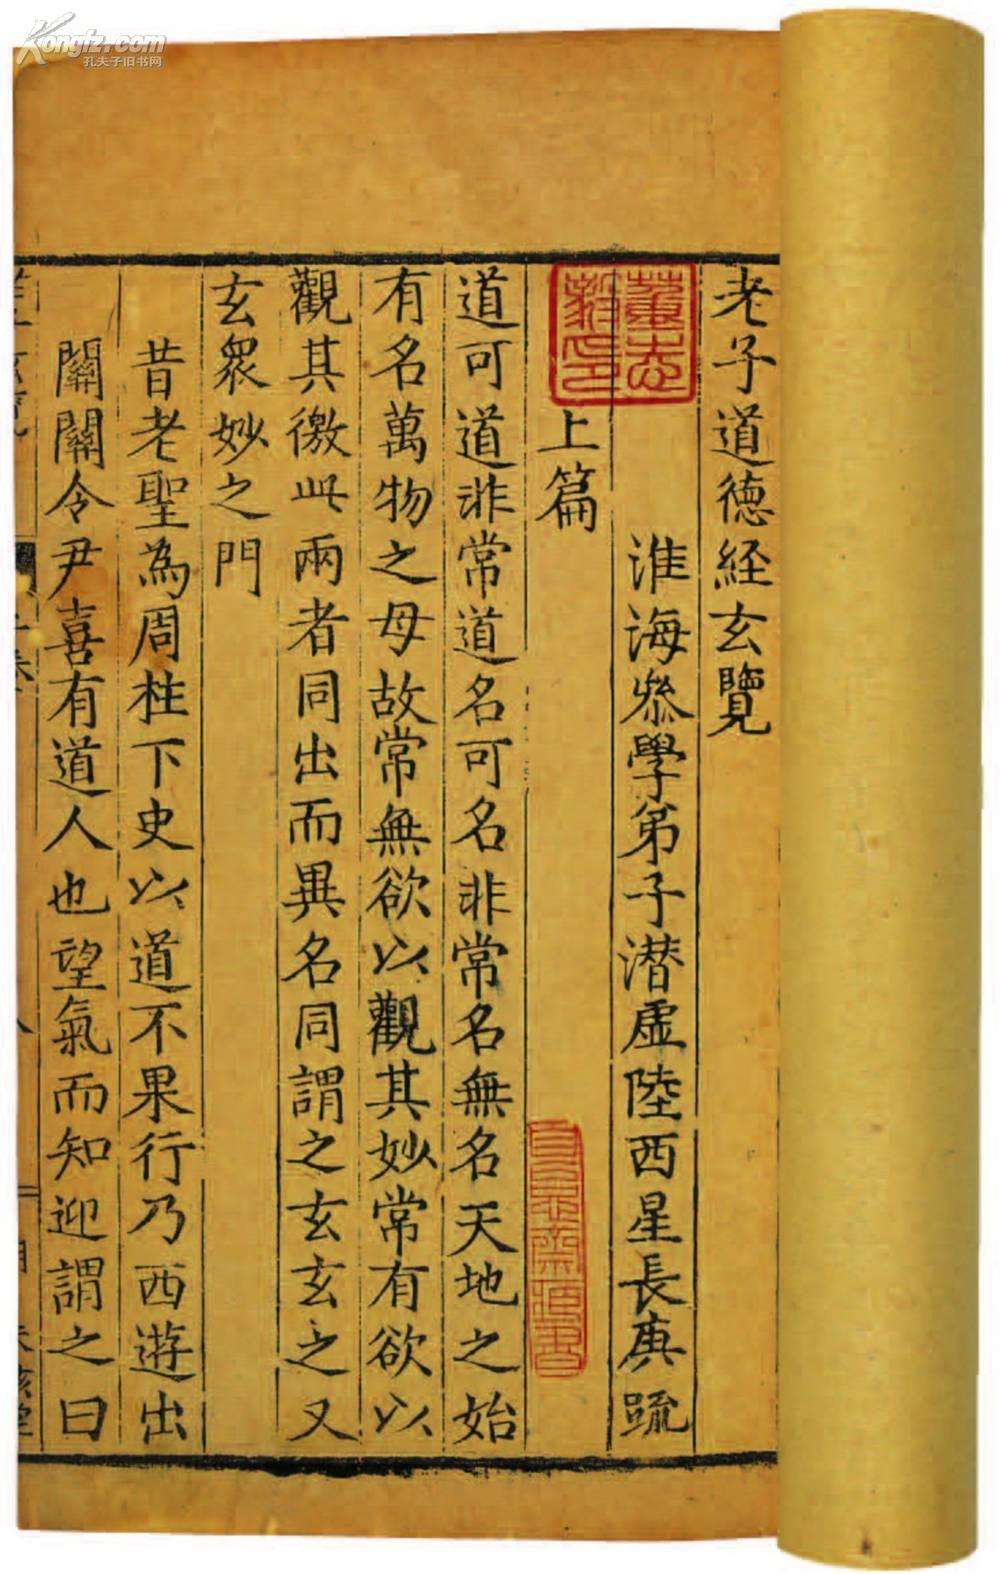 Kongfz.com
孔夫子旧书网
老子道德経玄覽
淮海叅學弟子潜虚陸西星長庚䟽
上篇
道可道非常道名可名非常名無名天地之始
有名萬物之母故常無欲以觀其妙常有欲以
觀其徼此兩者同出而異名同謂之玄玄之又
玄衆妙之門
昔老聖為周柱下史以道不果行乃西遊出
關關令尹喜有道人也望氣而知迎謂之曰